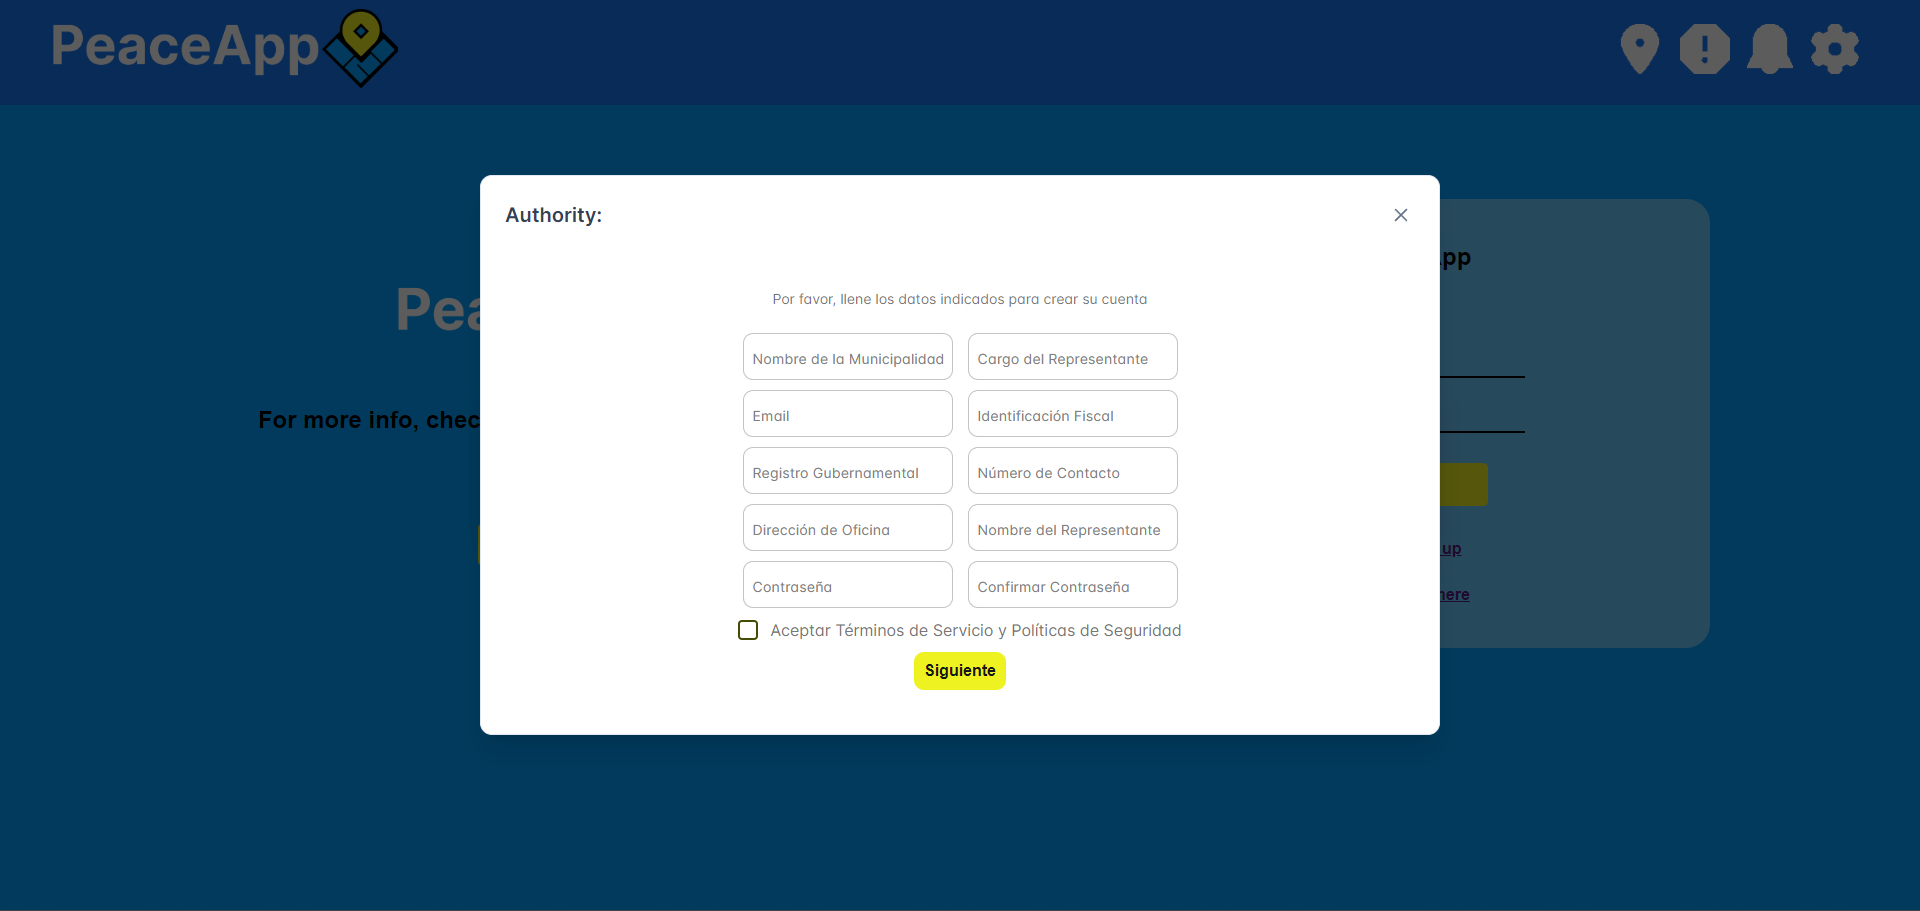 PeaceApp
Authority:
App
Pea
For more info, chec
Por favor, llene los datos indicados para crear su cuenta
Nombre de la Municipalidad
Cargo del Representante
Email
Identificación Fiscal
Registro Gubernamental
Número de Contacto
Dirección de Oficina
Nombre del Representante
Contraseña
Confirmar Contraseña
up
here
Aceptar Términos de Servicio y Políticas de Seguridad
Siguiente